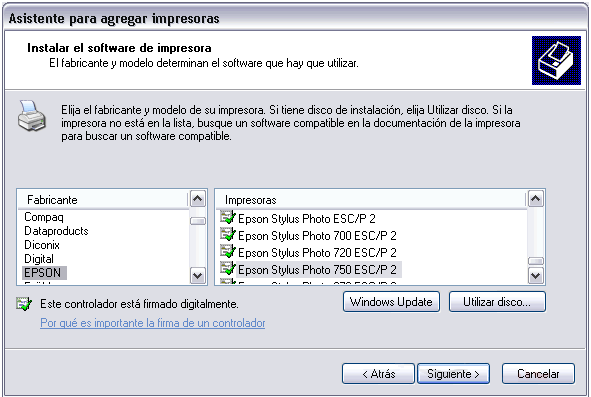 Asistente para agregar impresoras
Instalar el software de impresora
El fabricante y modelo determinan el software que hay que utilizar.
Elija el fabricante y modelo de su impresora. Si tiene disco de instalación, elija Utilizar disco. Si la
impresora no está en la lista, busque un software compatible en la documentación de la impresora
para buscar un software compatible.
Fabricante
Compaq
Dataproducts
Diconix
Digital
EPSON
Impresoras
Epson Stylus Photo ESC/P 2
Epson Stylus Photo 700 ESC/P 2
Epson Stylus Photo 720 ESC/P 2
Epson Stylus Photo 750 ESC/P 2
Este controlador está firmado digitalmente.
Por qué es importante la firma de un controlador
Windows Update
Utilizar disco...
< Atrás
Siguiente >
Cancelar